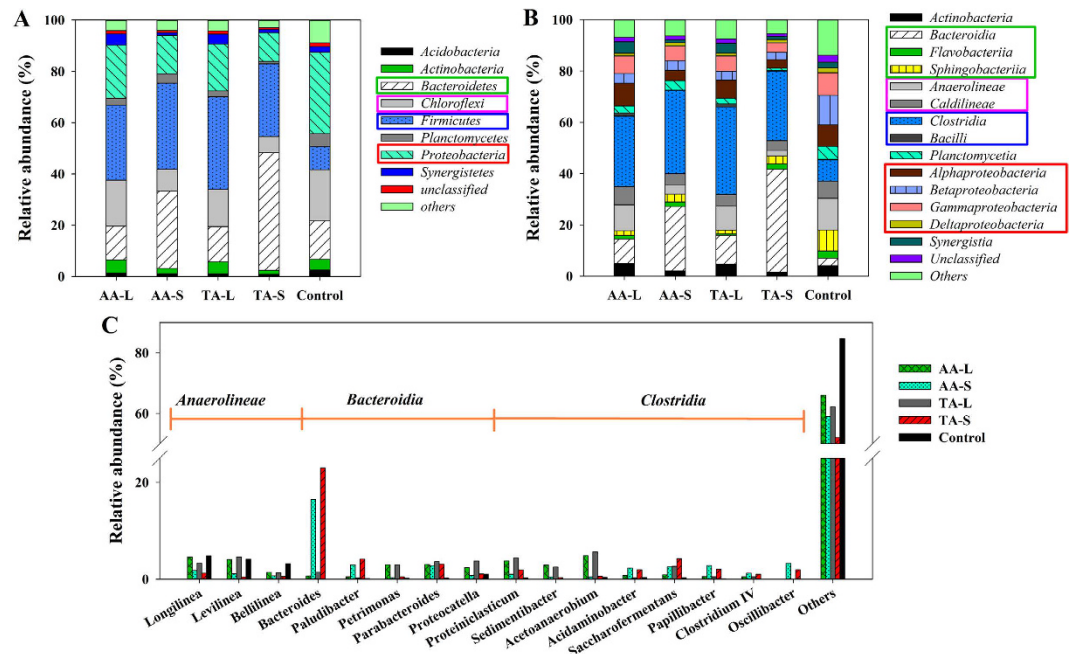 A
Relative abundance (%)
100
80
60
40
20
0
AA-L AA-S TA-L TA-S Control
Acidobacteria
Actinobacteria
Bacteroidetes
Chloroflexi
Firmicutes
Planctomycetes
Proteobacteria
Synergistetes
unclassified
others
B
Relative abundance (%)
100
80
60
40
20
0
AA-L AA-S TA-L TA-S Control
Actinobacteria
Bacteroidia
Flavobacteriia
Sphingobacteriia
Anaerolineae
Caldilineae
Clostridia
Bacilli
Planctomycetia
Alphaproteobacteria
Betaproteobacteria
Gammaproteobacteria
Deltaproteobacteria
Synergistia
Unclassified
Others
C
Relative abundance (%)
Relative abundance (%)
80
60
20
0
Anaerolineae Bacteroidia Clostridia
AA-L
AA-S
TA-L
TA-S
Control
Longilinea
Levilinea
Bellilinea
Bacteroides
Paludibacter
Petrimonas
Parabacteroides
Proteocatella
Proteiniclasticum
Sedimentibacter
Acetoanaerobium
Acidaminobacter
Saccharofermentans
Papillibacter
Clostridium IV
Oscillibacter
Others